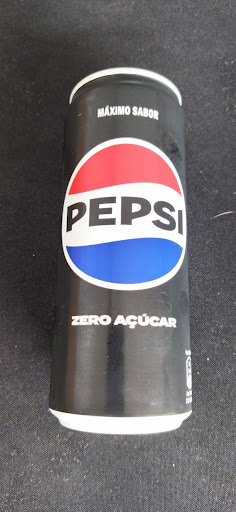 MÁXIMO SABOR
PEPSI
ZERO AÇÚCAR